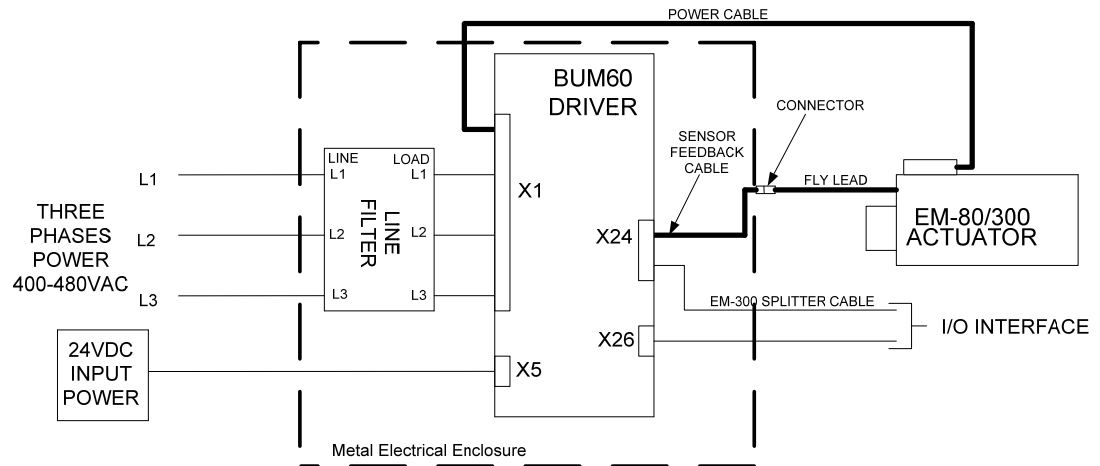 POWER CABLE
BUM60
DRIVER
CONNECTOR
SENSOR
FEEDBACK
CABLE
LINE
LOAD
L1
L1
L1
X1
FLY LEAD
THREE
PHASES
POWER
400-480VAC
L2
L2
LINE
FILTER
L2
X24
EM-80/300
ACTUATOR
L3
L3
L3
EM-300 SPLITTER CABLE
I/O INTERFACE
X26
24VDC
INPUT
POWER
X5
Metal Electrical Enclosure